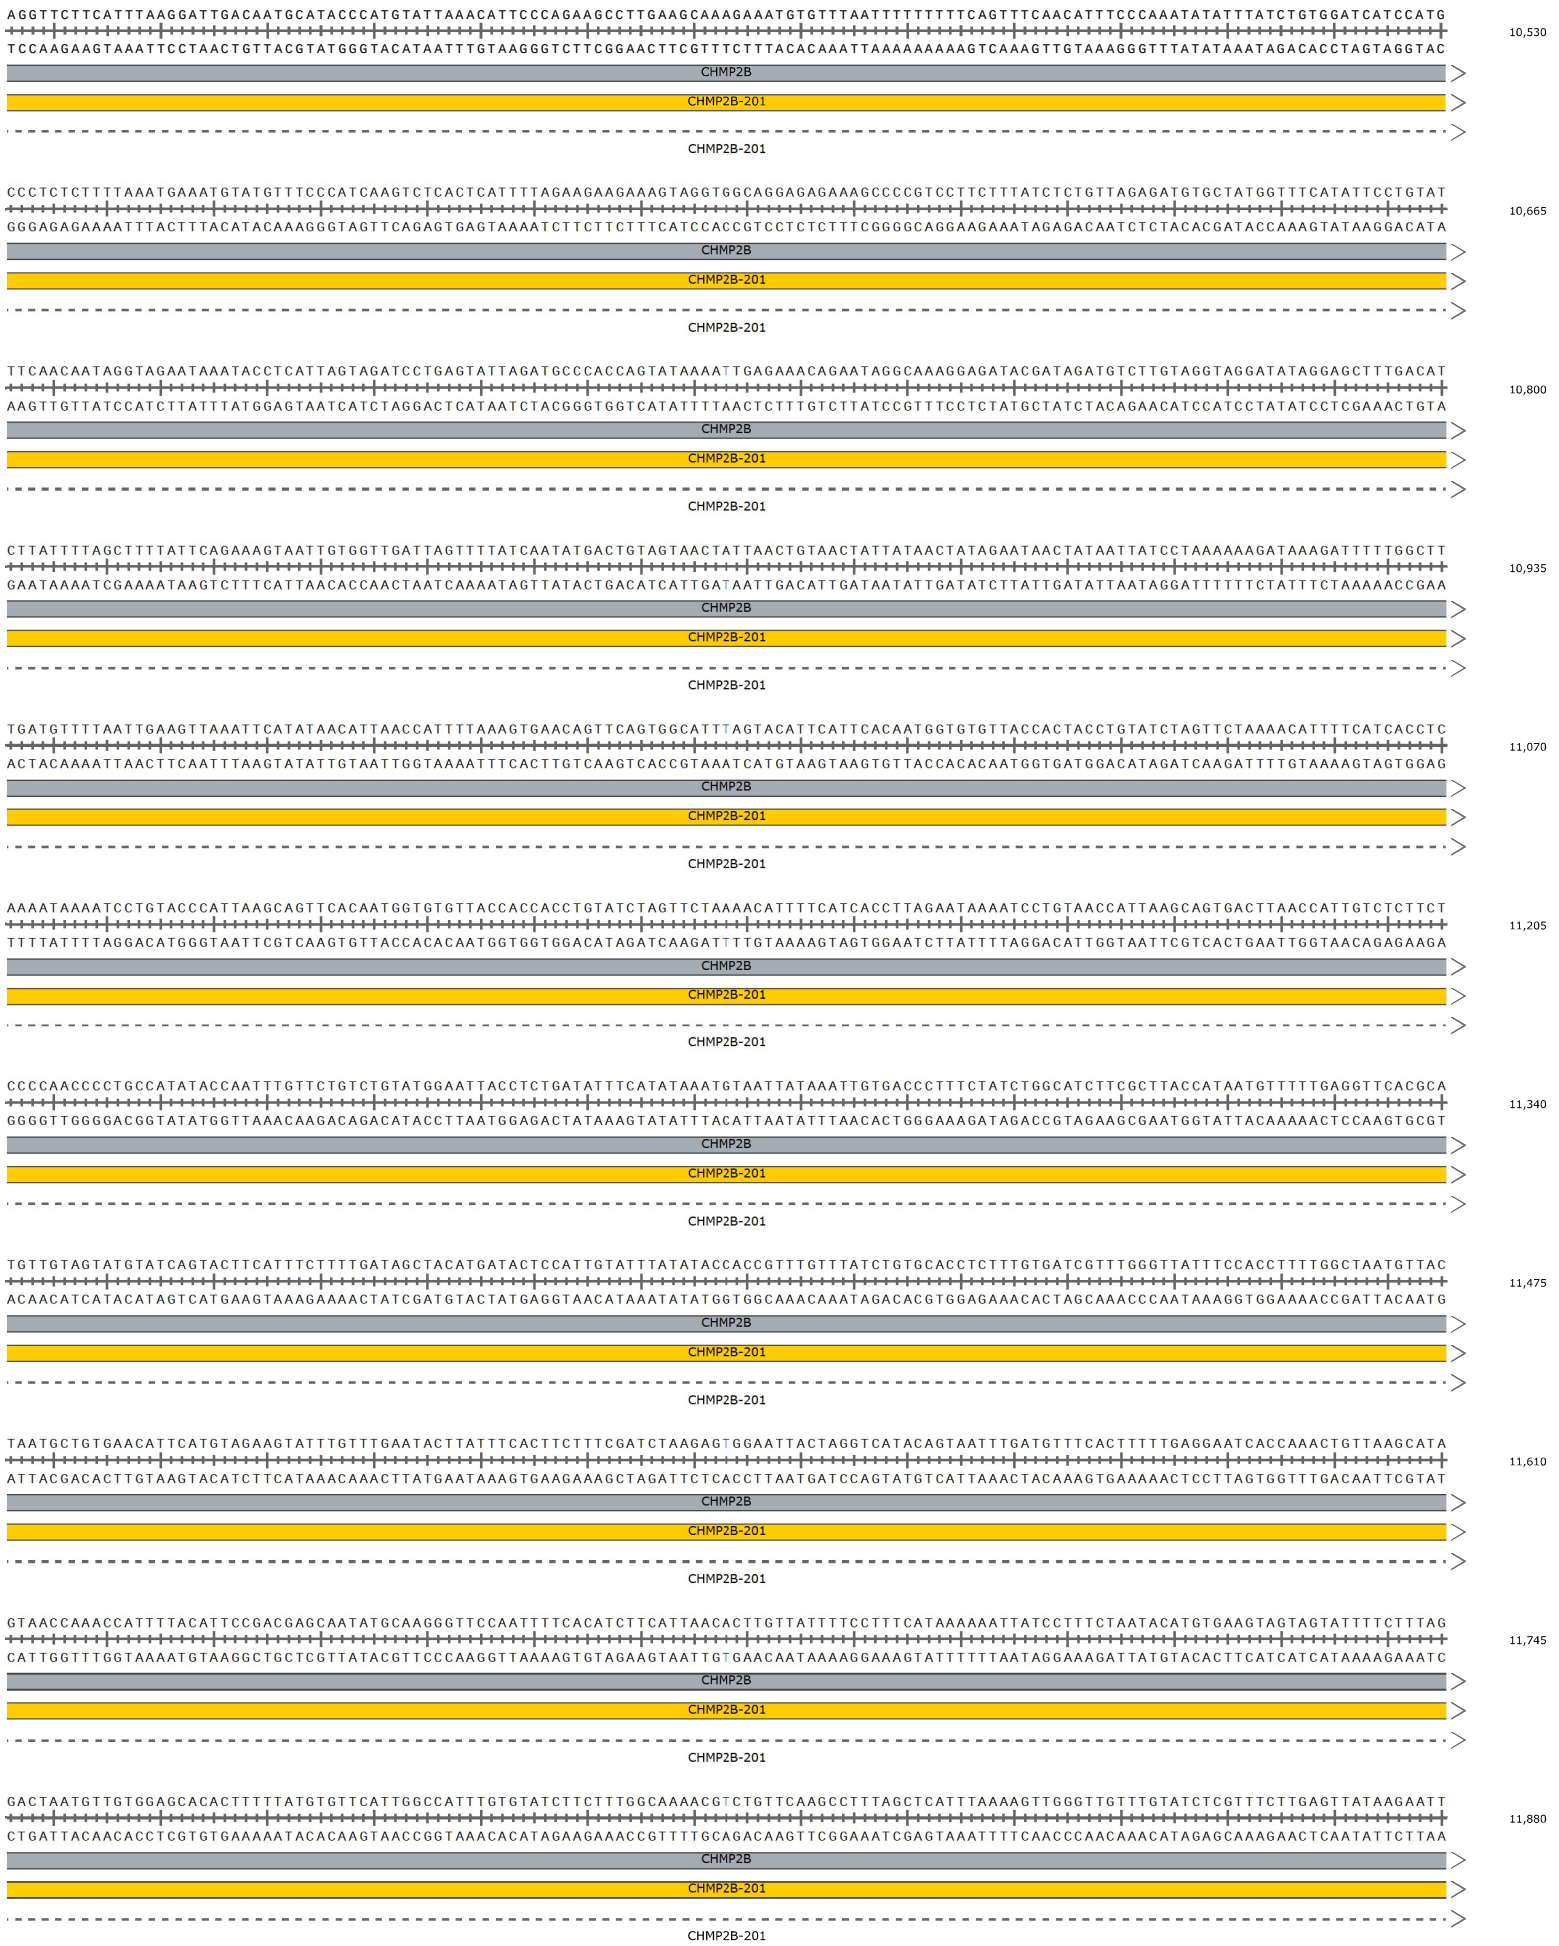 AGGTTCTTCATTTAAGGATTGACAATGCATACCCATGTATTAAACATTCCCAGAAGCCTTGAAGCAAAGAAATGTGTTTAATTTTTTTTTCAGTTTCAACATTTCCCAAATATATTTATCTGTGGATCATCCATG
10,530
TCCAAGAAGTAAATTCCTAACTGTTACGTATGGGTACATAATTTGTAAGGGTCTTCGGAACTTCGTTTCTTTACACAAATTAAAAAAAAAGTCAAAGTTGTAAAGGGTTTATATAAATAGACACCTAGTAGGTAC
CHMP2B
CHMP2B-201
CHMP2B-201
CCCTCTCTTTTAAATGAAATGTATGTTTCCCATCAAGTCTCACTCATTTTAGAAGAAGAAAGTAGGTGGCAGGAGAGAAAGCCCCGTCCTTCTTTATCTCTGTTAGAGATGTGCTATGGTTTCATATTCCTGTAT
10,665
GGGAGAGAAAATTTACTTTACATACAAAGGGTAGTTCAGAGTGAGTAAAATCTTCTTCTTTCATCCACCGTCCTCTCTTTCGGGGCAGGAAGAAATAGAGACAATCTCTACACGATACCAAAGTATAAGGACATA
CHMP2B
CHMP2B-201
CHMP2B-201
TTCAACAATAGGTAGAATAAATACCTCATTAGTAGATCCTGAGTATTAGATGCCCACCAGTATAAAATTGAGAAACAGAATAGGCAAAGGAGATACGATAGATGTCTTGTAGGTAGGATATAGGAGCTTTGACAT
10,800
AAGTTGTTATCCATCTTATTTATGGAGTAATCATCTAGGACTCATAATCTACGGGTGGTCATATTTTAACTCTTTGTCTTATCCGTTTCCTCTATGCTATCTACAGAACATCCATCCTATATCCTCGAAACTGTA
CHMP2B
CHMP2B-201
CHMP2B-201
CTTATTTTAGCTTTTATTCAGAAAGTAATTGTGGTTGATTAGTTTTATCAATATGACTGTAGTAACTATTAACTGTAACTATTATAACTATAGAATAACTATAATTATCCTAAAAAAGATAAAGATTTTTGGCTT
10,935
GAATAAAATCGAAAATAAGTCTTTCATTAACACCAACTAATCAAAATAGTTATACTGACATCATTGATAATTGACATTGATAATATTGATATCTTATTGATATTAATAGGATTTTTTCTATTTCTAAAAACCGAA
CHMP2B
CHMP2B-201
CHMP2B-201
TGATGTTTTAATTGAAGTTAAATTCATATAACATTAACCATTTTAAAGTGAACAGTTCAGTGGCATTTAGTACATTCATTCACAATGGTGTGTTACCACTACCTGTATCTAGTTCTAAAACATTTTCATCACCTC
11,070
ACTACAAAATTAACTTCAATTTAAGTATATTGTAATTGGTAAAATTTCACTTGTCAAGTCACCGTAAATCATGTAAGTAAGTGTTACCACACAATGGTGATGGACATAGATCAAGATTTTGTAAAAGTAGTGGAG
CHMP2B
CHMP2B-201
CHMP2B-201
AAAATAAAATCCTGTACCCATTAAGCAGTTCACAATGGTGTGTTACCACCACCTGTATCTAGTTCTAAAACATTTTCATCACCTTAGAATAAAATCCTGTAACCATTAAGCAGTGACTTAACCATTGTCTCTTCT
11,205
TTTTATTTTAGGACATGGGTAATTCGTCAAGTGTTACCACACAATGGTGGTGGACATAGATCAAGATTTTGTAAAAGTAGTGGAATCTTATTTTAGGACATTGGTAATTCGTCACTGAATTGGTAACAGAGAAGA
CHMP2B
CHMP2B-201
CHMP2B-201
CCCCAACCCCTGCCATATACCAATTTGTTCTGTCTGTATGGAATTACCTCTGATATTTCATATAAATGTAATTATAAATTGTGACCCTTTCTATCTGGCATCTTCGCTTACCATAATGTTTTTGAGGTTCACGCA
11,340
GGGGTTGGGGACGGTATATGGTTAAACAAGACAGACATACCTTAATGGAGACTATAAAGTATATTTACATTAATATTTAACACTGGGAAAGATAGACCGTAGAAGCGAATGGTATTACAAAAACTCCAAGTGCGT
CHMP2B
CHMP2B-201
CHMP2B-201
TGTTGTAGTATGTATCAGTACTTCATTTCTTTTGATAGCTACATGATACTCCATTGTATTTATATACCACCGTTTGTTTATCTGTGCACCTCTTTGTGATCGTTTGGGTTATTTCCACCTTTTGGCTAATGTTAC
11,475
ACAACATCATACATAGTCATGAAGTAAAGAAAACTATCGATGTACTATGAGGTAACATAAATATATGGTGGCAAACAAATAGACACGTGGAGAAACACTAGCAAACCCAATAAAGGTGGAAAACCGATTACAATG
CHMP2B
CHMP2B-201
CHMP2B-201
TAATGCTGTGAACATTCATGTAGAAGTATTTGTTTGAATACTTATTTCACTTCTTTCGATCTAAGAGTGGAATTACTAGGTCATACAGTAATTTGATGTTTCACTTTTTGAGGAATCACCAAACTGTTAAGCATA
11,610
ATTACGACACTTGTAAGTACATCTTCATAAACAAACTTATGAATAAAGTGAAGAAAGCTAGATTCTCACCTTAATGATCCAGTATGTCATTAAACTACAAAGTGAAAAACTCCTTAGTGGTTTGACAATTCGTAT
CHMP2B
CHMP2B-201
CHMP2B-201
GTAACCAAACCATTTTACATTCCGACGAGCAATATGCAAGGGTTCCAATTTTCACATCTTCATTAACACTTGTTATTTTCCTTTCATAAAAAATTATCCTTTCTAATACATGTGAAGTAGTAGTATTTTCTTTAG
11,745
CATTGGTTTGGTAAAATGTAAGGCTGCTCGTTATACGTTCCCAAGGTTAAAAGTGTAGAAGTAATTGTGAACAATAAAAGGAAAGTATTTTTTAATAGGAAAGATTATGTACACTTCATCATCATAAAAGAAATC
CHMP2B
CHMP2B-201
CHMP2B-201
GACTAATGTTGTGGAGCACACTTTTTATGTGTTCATTGGCCATTTGTGTATCTTCTTTGGCAAAACGTCTGTTCAAGCCTTTAGCTCATTTAAAAGTTGGGTTGTTTGTATCTCGTTTCTTGAGTTATAAGAATT
11,880
CTGATTACAACACCTCGTGTGAAAAATACACAAGTAACCGGTAAACACATAGAAGAAACCGTTTTGCAGACAAGTTCGGAAATCGAGTAAATTTTCAACCCAACAAACATAGAGCAAAGAACTCAATATTCTTAA
CHMP2B
CHMP2B-201
CHMP2B-201